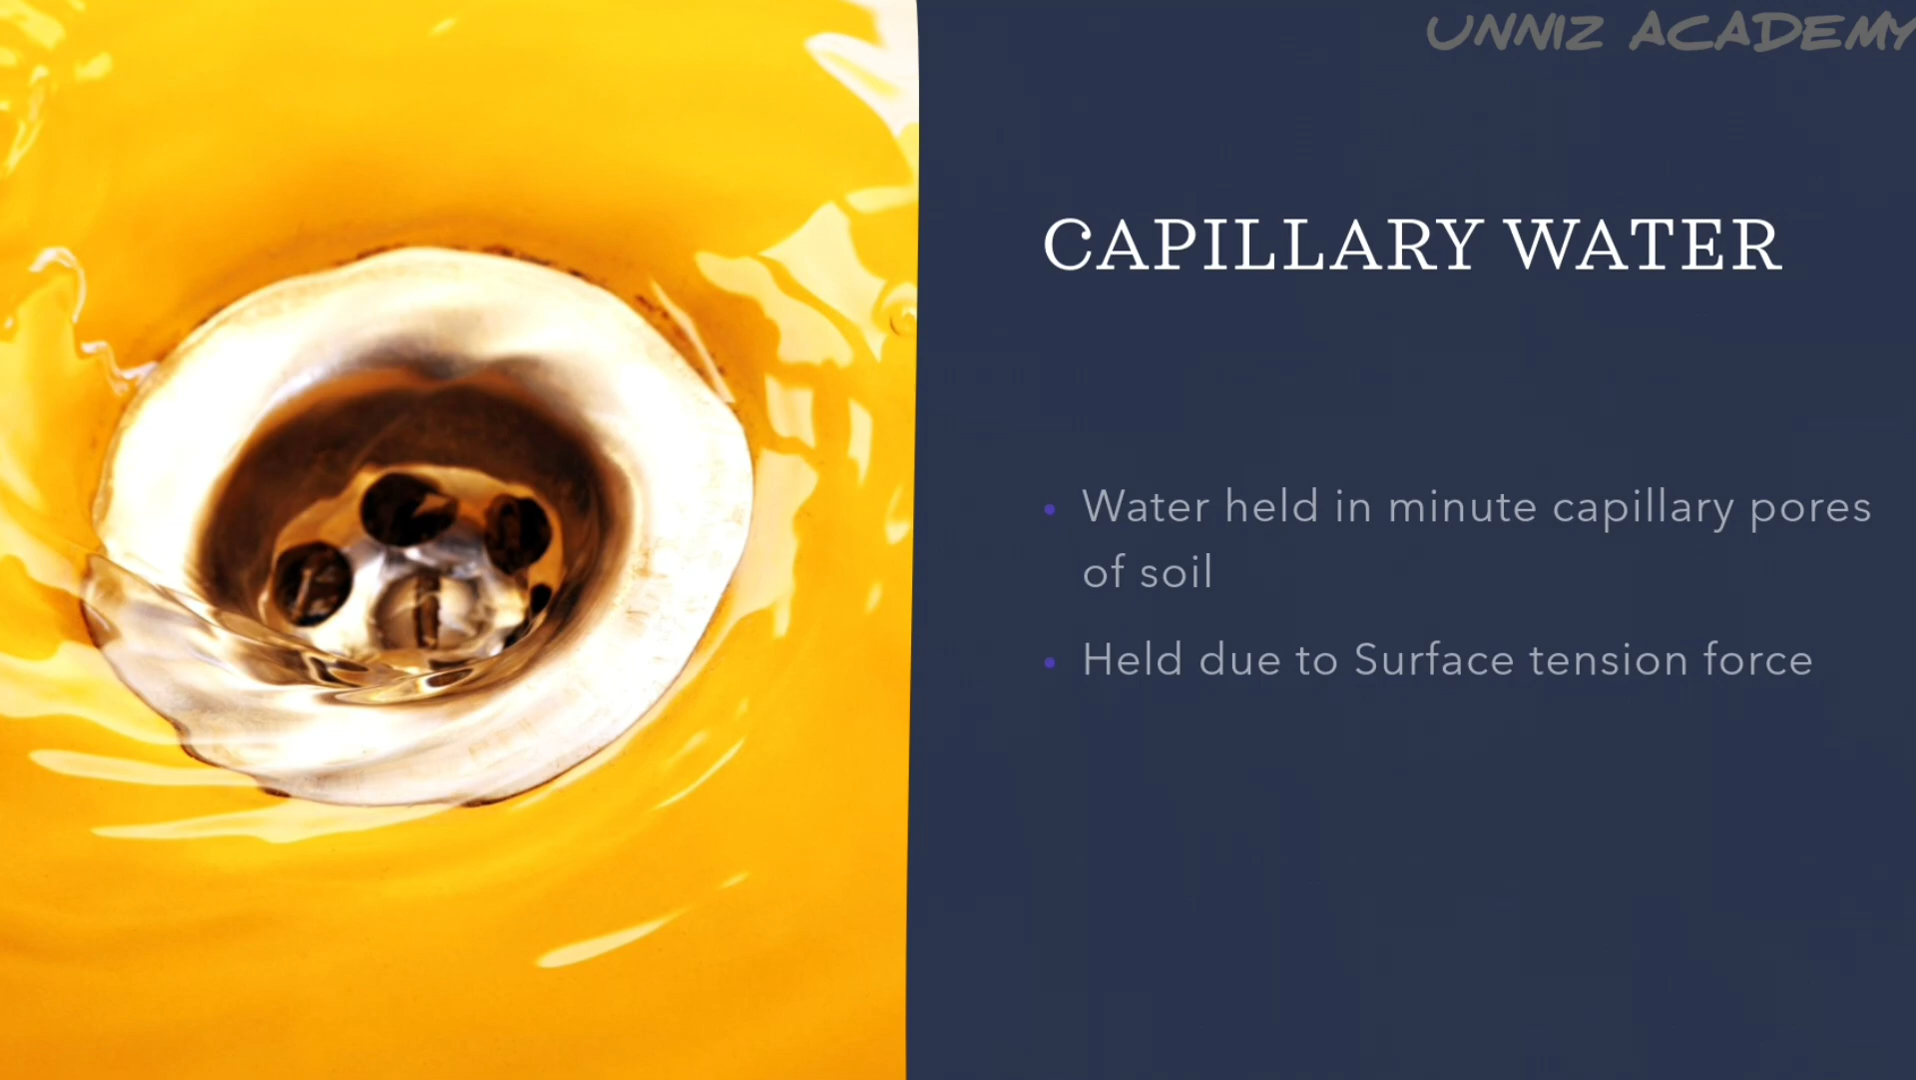 UNNIZ ACADEMY
CAPILLARY WATER
• Water held in minute capillary pores
of soil
• Held due to Surface tension force